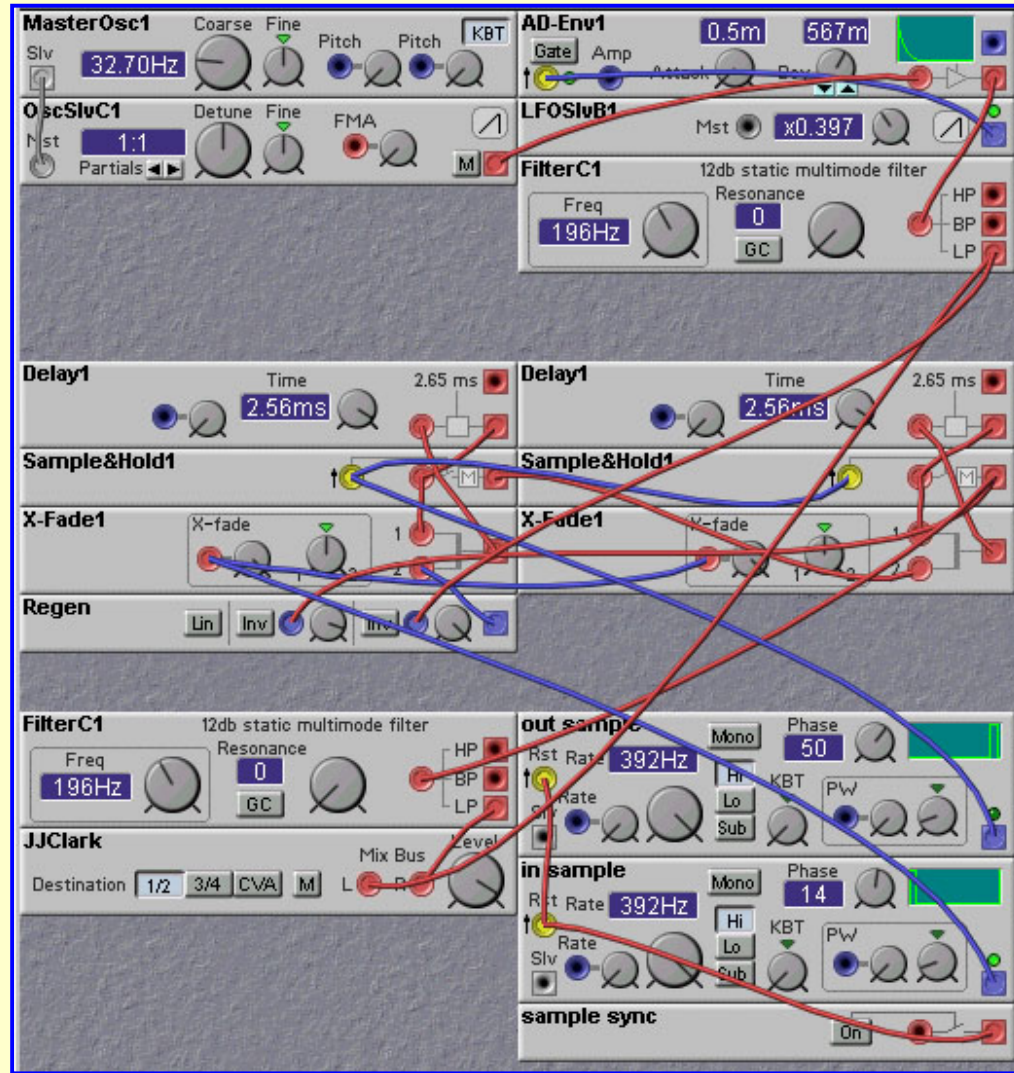 MasterOsc1
Coarse Fine
Slv
32.70Hz
Pitch Pitch KBT
OscSlvC1
Detune Fine
Mst
1:1
Partials
FMA
M
AD-Env1
Gate Amp
0.5m 567m
Attack
LFOSlvB1
Mst x0.397
FilterC1 12db static multimode filter
Freq
196Hz
Resonance
0
GC
HP
BP
LP
Delay1
Time
2.56ms
2.65 ms
Sample&Hold1
M
X-Fade1
X-fade
1 2
1
2
Delay1
Time
2.56ms
2.65 ms
Sample&Hold1
M
X-Fade1
X-fade
1 2
1
2
Regen
Lin Inv Inv
FilterC1 12db static multimode filter
Freq
196Hz
Resonance
0
GC
HP
BP
LP
JJClark
Destination 1/2 3/4 CVA M
Mix Bus
L R
Level
out sample
Rst Rate 392Hz
Mono
Phase
50
Hi
Lo
Sub
KBT
PW
Rate
Slv
in sample
Rst Rate 392Hz
Mono
Phase
14
Hi
Lo
Sub
KBT
PW
Rate
Slv
sample sync
On